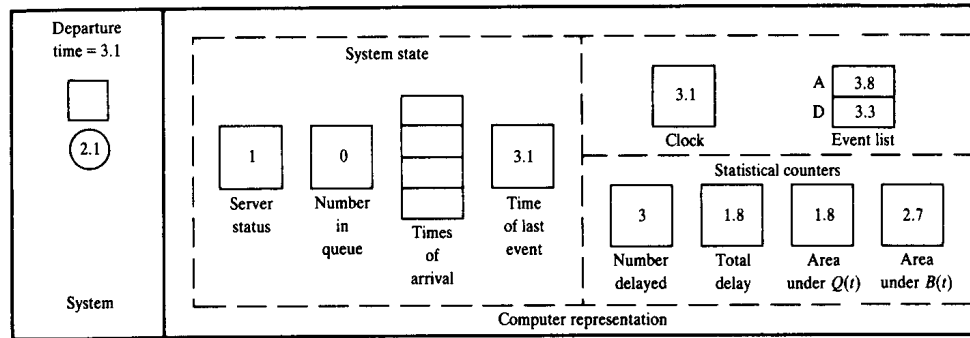 Departure
time = 3.1
2.1
System
System state
1
Server
status
0
Number
in
queue
Times
of
arrival
3.1
Time
of last
event
3.1
Clock
A
3.8
D
3.3
Event list
Statistical counters
3
Number
delayed
1.8
Total
delay
1.8
Area
under Q(t)
2.7
Area
under B(t)
Computer representation